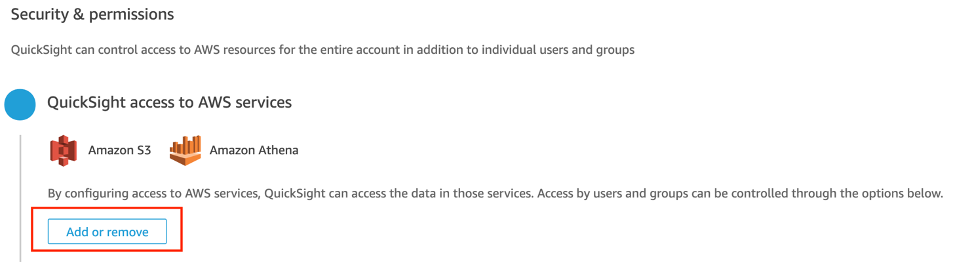 Security & permissions
QuickSight can control access to AWS resources for the entire account in addition to individual users and groups
QuickSight access to AWS services
Amazon S3 Amazon Athena
By configuring access to AWS services, QuickSight can access the data in those services. Access by users and groups can be controlled through the options below.
Add or remove